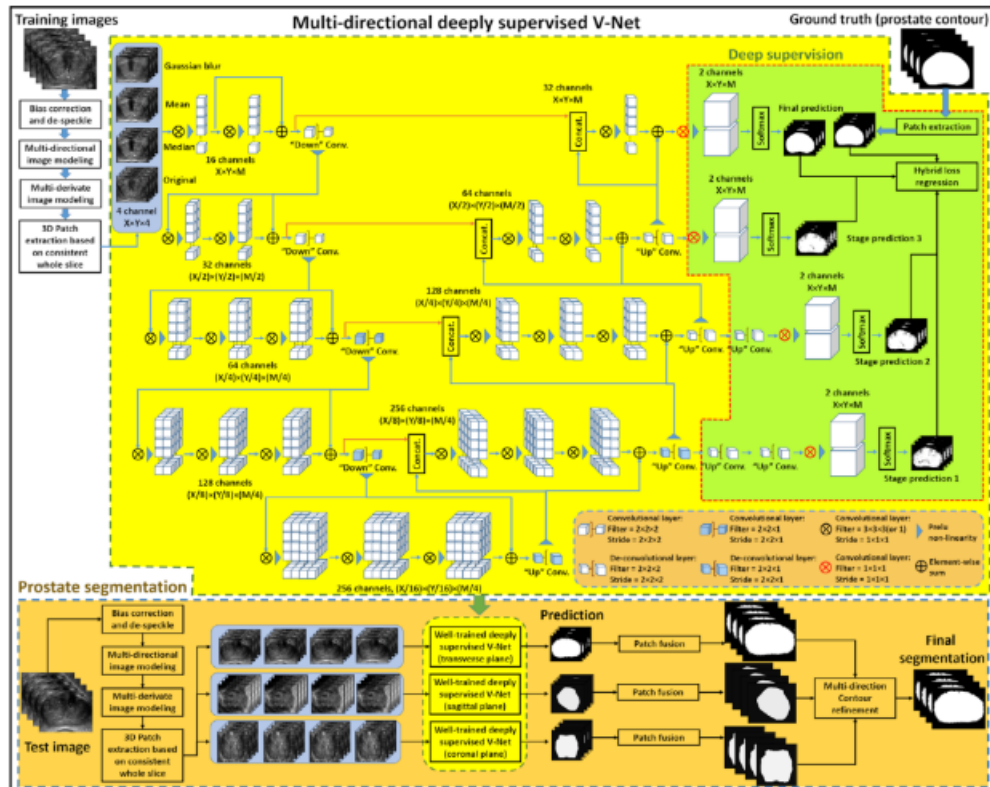 Training images
Multi-directional deeply supervised V-Net
Ground truth (prostate contour)
Bias correction
and de-speckle
Multi-directional
image modeling
Multi-derivate
image modeling
3D Patch
extraction based
on consistent
whole slice
Gaussian blur
Mean
Median
Original
4 channel
X×Y×4
16 channels
X×Y×M
"Down" Conv.
32 channels
X×Y×M
Concat.
Deep supervision
2 channels
X×Y×M
Softmax
Final prediction
Patch extraction
Hybrid loss
regression
32 channels
(X/2)×(Y/2)×(M/2)
"Down" Conv.
64 channels
(X/2)×(Y/2)×(M/2)
Concat.
"Up" Conv.
2 channels
X×Y×M
Softmax
Stage prediction 3
64 channels
(X/4)×(Y/4)×(M/4)
"Down" Conv.
128 channels
(X/4)×(Y/4)×(M/4)
Concat.
"Up" Conv.
"Up" Conv.
2 channels
X×Y×M
Softmax
Stage prediction 2
128 channels
(X/8)×(Y/8)×(M/4)
"Down" Conv.
256 channels
(X/8)×(Y/8)×(M/4)
Concat.
"Up" Conv.
"Up" Conv.
"Up" Conv.
2 channels
X×Y×M
Softmax
Stage prediction 1
256 channels, (X/16)×(Y/16)×(M/4)
"Up" Conv.
Convolutional layer:
Filter = 2×2×2
Stride = 2×2×2
Convolutional layer:
Filter = 2×2×1
Stride = 2×2×1
Convolutional layer:
Filter = 3×3×3(or 1)
Stride = 1×1×1
Prelu
non-linearity
De-convolutional layer:
Filter = 2×2×2
Stride = 2×2×2
De-convolutional layer:
Filter = 2×2×1
Stride = 2×2×1
Convolutional layer:
Filter = 1×1×1
Stride = 1×1×1
Element-wise
sum
Prostate segmentation
Test image
Bias correction
and de-speckle
Multi-directional
image modeling
Multi-derivate
image modeling
3D Patch
extraction based
on consistent
whole slice
Well-trained deeply
supervised V-Net
(transverse plane)
Well-trained deeply
supervised V-Net
(sagittal plane)
Well-trained deeply
supervised V-Net
(coronal plane)
Prediction
Patch fusion
Patch fusion
Patch fusion
Multi-direction
Contour
refinement
Final
segmentation